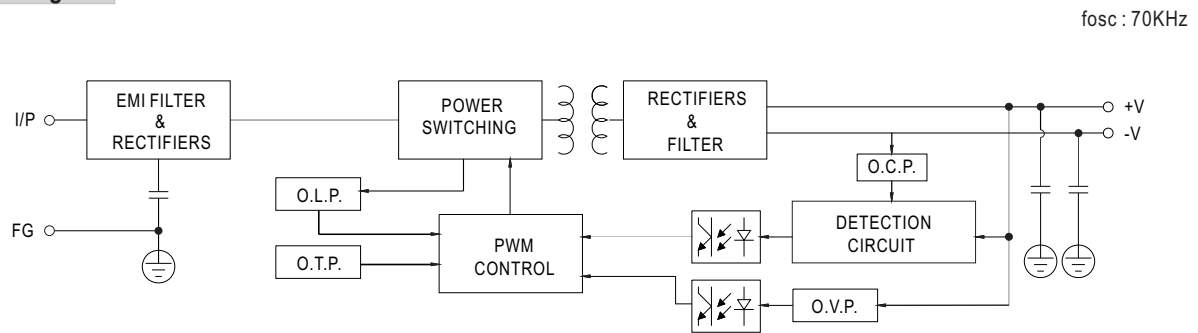 fosc : 70KHz
I/P
EMI FILTER
&
RECTIFIERS
POWER
SWITCHING
RECTIFIERS
&
FILTER
+V
-V
O.C.P.
O.L.P.
FG
PWM
CONTROL
DETECTION
CIRCUIT
O.T.P.
O.V.P.